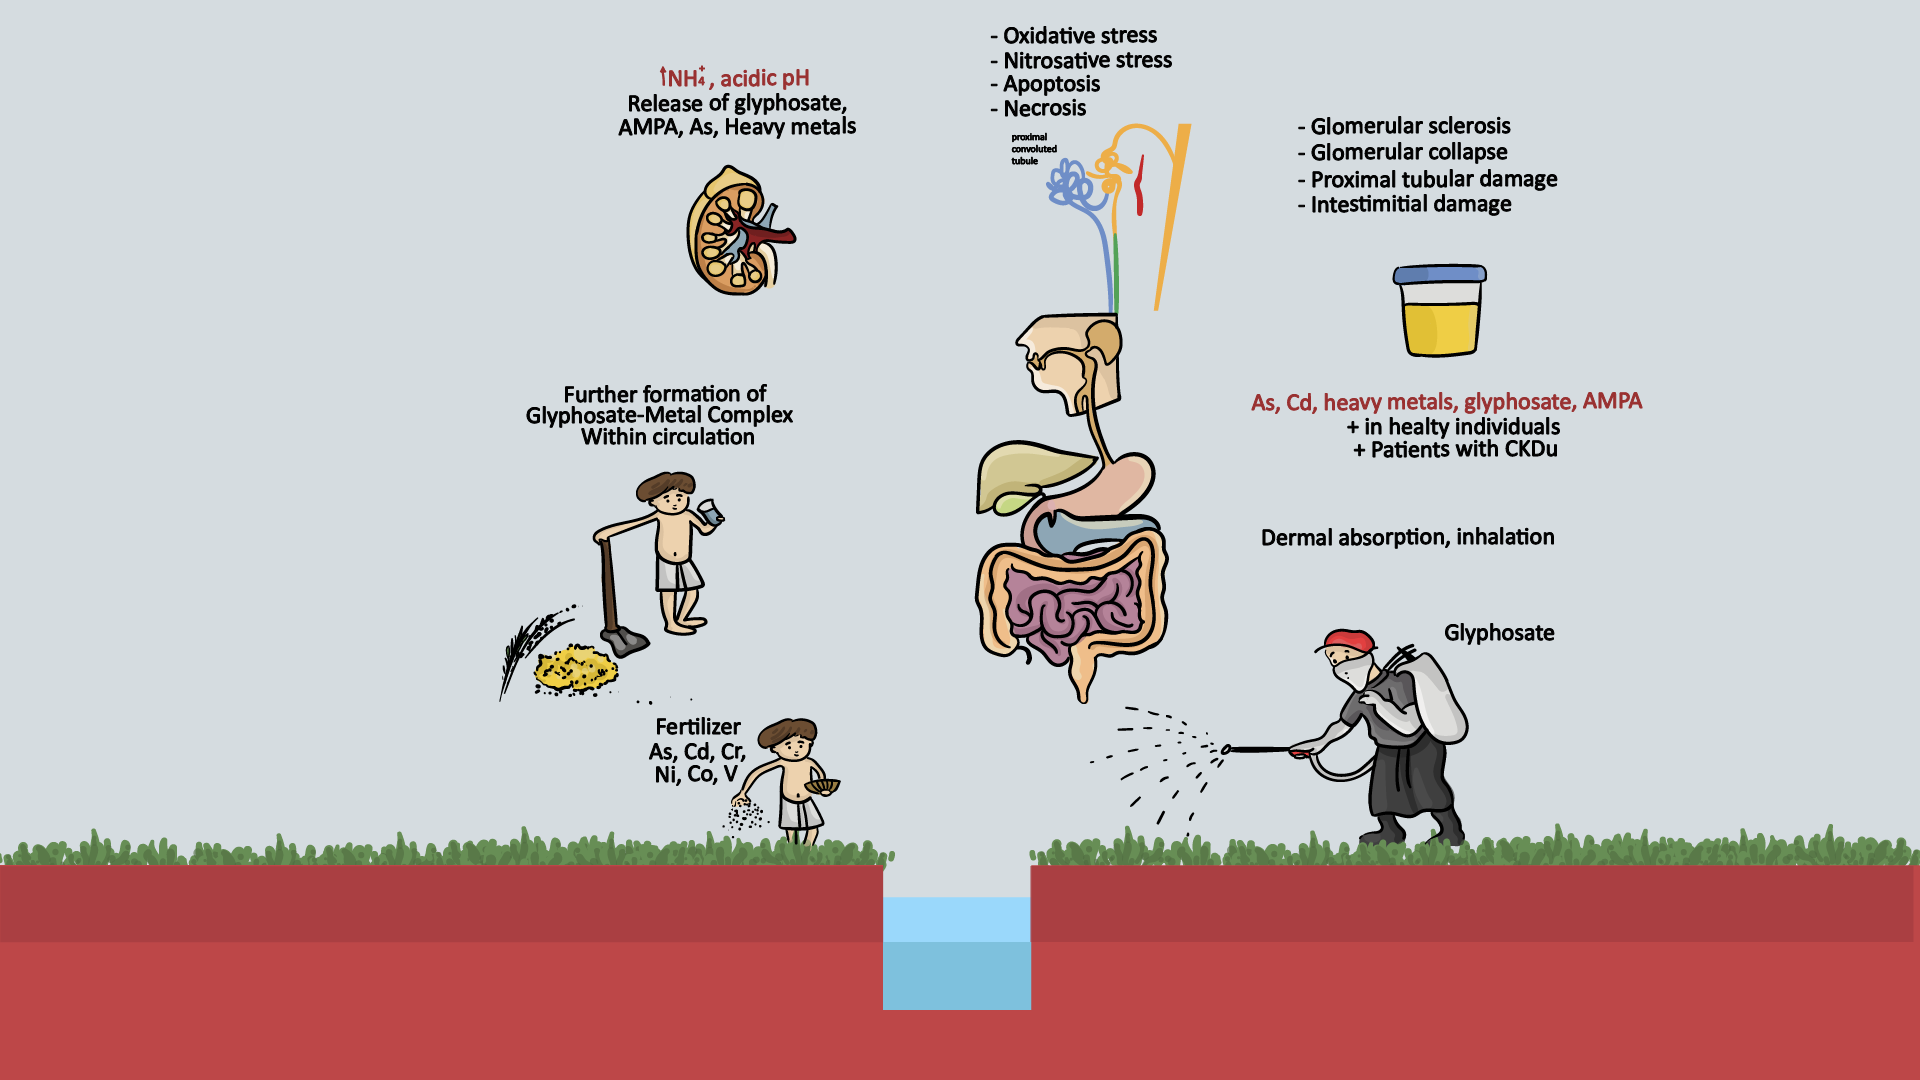 - Oxidative stress
- Nitrosative stress
- Apoptosis
- Necrosis
proximal
convoluted
tubule
↑NH₄⁺, acidic pH
Release of glyphosate,
AMPA, As, Heavy metals
- Glomerular sclerosis
- Glomerular collapse
- Proximal tubular damage
- Intestimitial damage
Further formation of
Glyphosate-Metal Complex
Within circulation
As, Cd, heavy metals, glyphosate, AMPA
+ in healty individuals
+ Patients with CKDu
Dermal absorption, inhalation
Glyphosate
Fertilizer
As, Cd, Cr,
Ni, Co, V